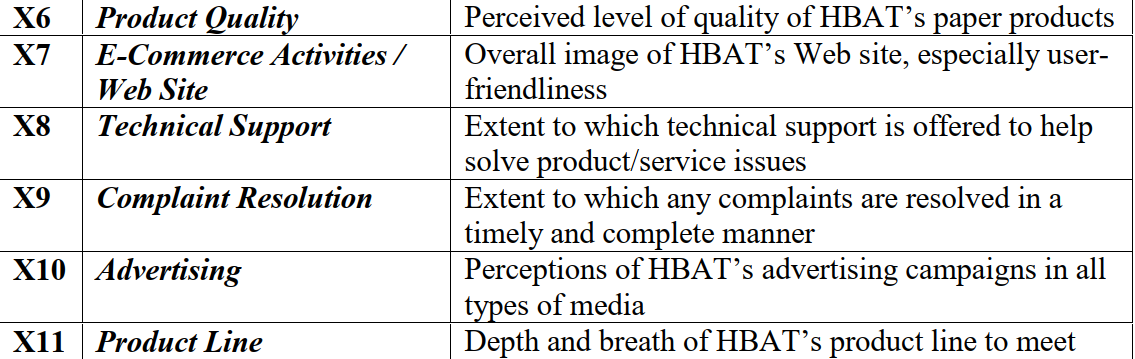 X6 Product Quality Perceived level of quality of HBAT's paper products
X7 E-Commerce Activities / Overall image of HBAT's Web site, especially user-
Web Site friendliness
X8 Technical Support Extent to which technical support is offered to help
solve product/service issues
X9 Complaint Resolution Extent to which any complaints are resolved in a
timely and complete manner
X10 Advertising Perceptions of HBAT's advertising campaigns in all
types of media
X11 Product Line Depth and breath of HBAT's product line to meet